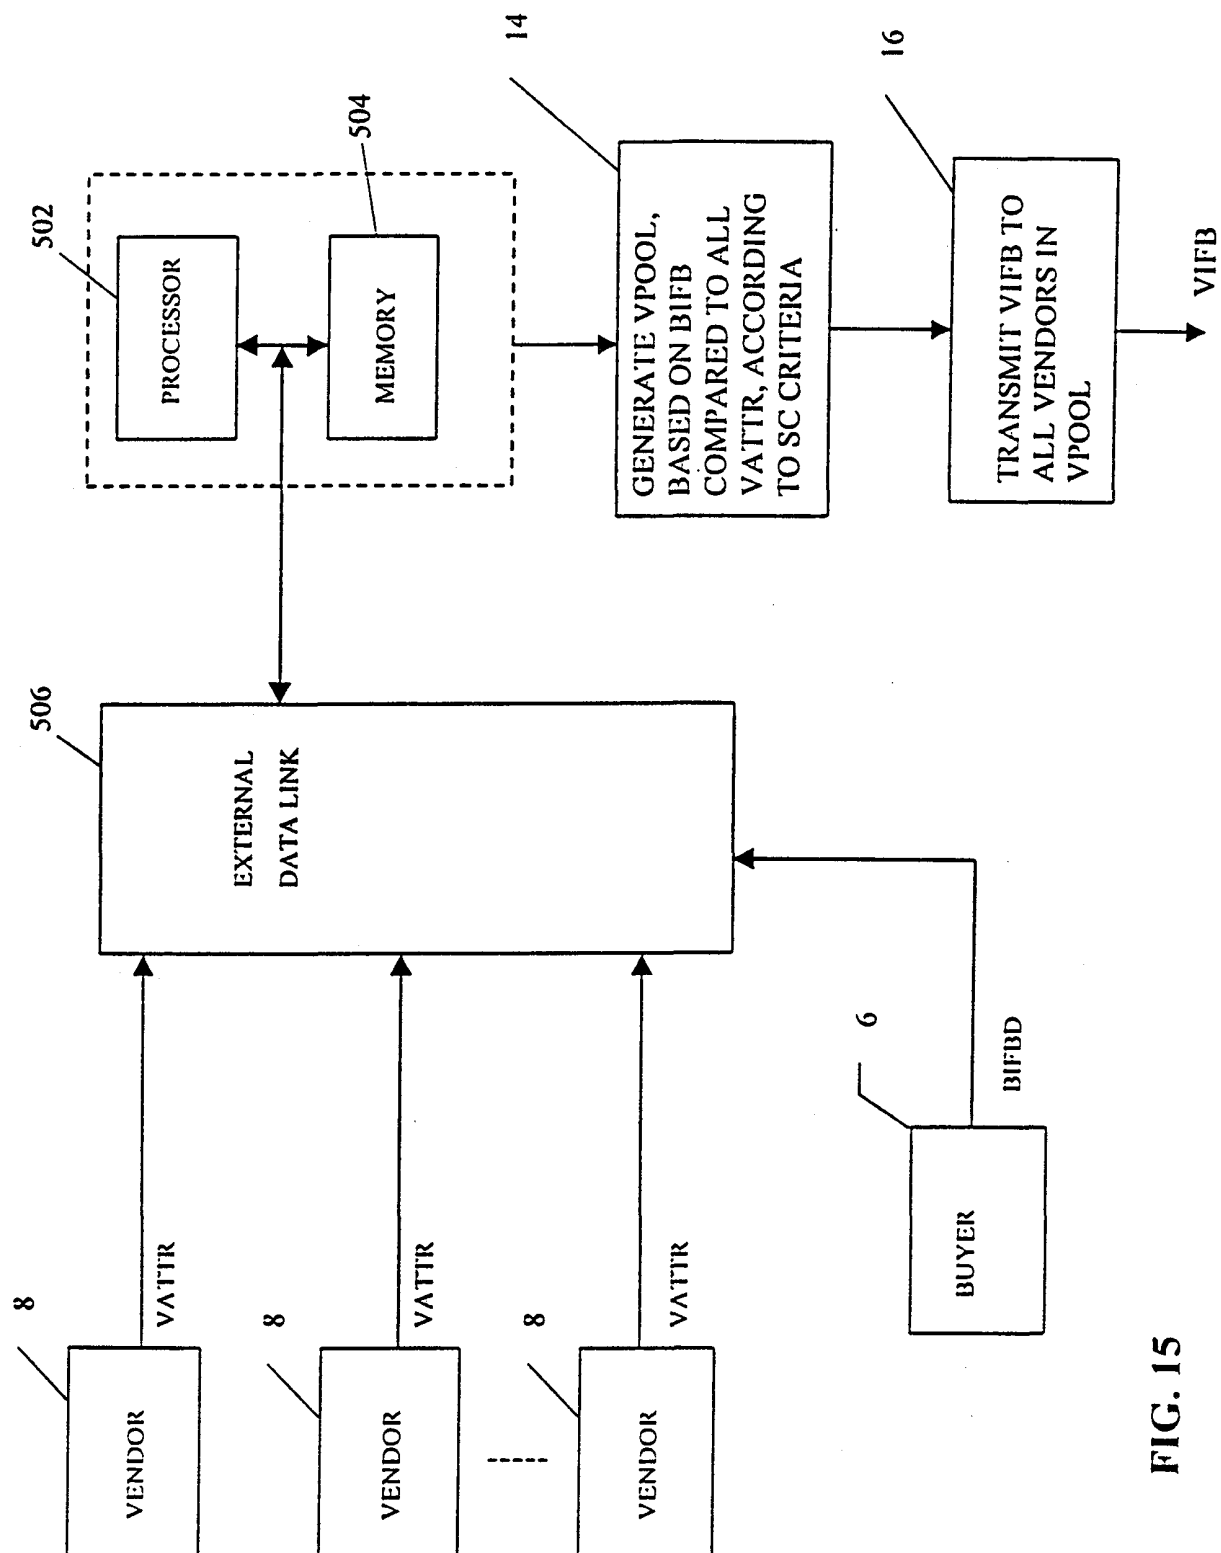 8
VENDOR
VATTR
8
VENDOR
VATTR
8
VENDOR
VATTR
6
BUYER
BIFBD
506
EXTERNAL
DATA LINK
502
PROCESSOR
504
MEMORY
14
GENERATE VPOOL,
BASED ON BIFB
COMPARED TO ALL
VATTR, ACCORDING
TO SC CRITERIA
16
TRANSMIT VIFB TO
ALL VENDORS IN
VPOOL
VIFB
FIG. 15